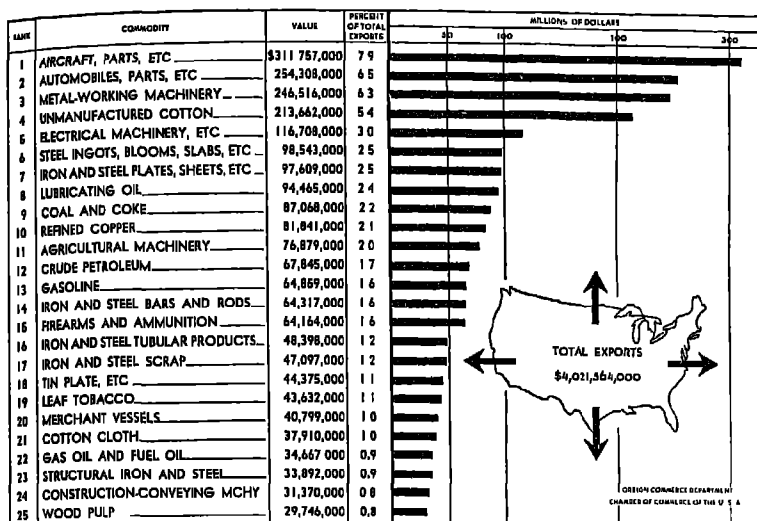 RANK COMMODITY VALUE PERCENT OF TOTAL EXPORTS MILLIONS OF DOLLARS
50 100 200 300
1 AIRCRAFT, PARTS, ETC $311 757,000 7 9
2 AUTOMOBILES, PARTS, ETC 254,308,000 6 5
3 METAL-WORKING MACHINERY 246,516,000 6 3
4 UNMANUFACTURED COTTON 213,662,000 5 4
5 ELECTRICAL MACHINERY, ETC 116,708,000 3 0
6 STEEL INGOTS, BLOOMS, SLABS, ETC 98,543,000 2 5
7 IRON AND STEEL PLATES, SHEETS, ETC 97,609,000 2 5
8 LUBRICATING OIL 94,465,000 2 4
9 COAL AND COKE 87,068,000 2 2
10 REFINED COPPER 81,841,000 2 1
11 AGRICULTURAL MACHINERY 76,879,000 2 0
12 CRUDE PETROLEUM 67,845,000 1 7
13 GASOLINE 64,859,000 1 6
14 IRON AND STEEL BARS AND RODS 64,317,000 1 6
15 FIREARMS AND AMMUNITION 64,164,000 1 6
16 IRON AND STEEL TUBULAR PRODUCTS 48,398,000 1 2
17 IRON AND STEEL SCRAP 47,097,000 1 2
18 TIN PLATE, ETC 44,375,000 1 1
19 LEAF TOBACCO 43,632,000 1 1
20 MERCHANT VESSELS 40,799,000 1 0
21 COTTON CLOTH 37,910,000 1 0
22 GAS OIL AND FUEL OIL 34,667 000 0.9
23 STRUCTURAL IRON AND STEEL 33,892,000 0.9
24 CONSTRUCTION-CONVEYING MCHY 31,370,000 0 8
25 WOOD PULP 29,746,000 0.8
TOTAL EXPORTS
$4,021,564,000
FOREIGN COMMERCE DEPARTMENT
CHAMBER OF COMMERCE OF THE U S A